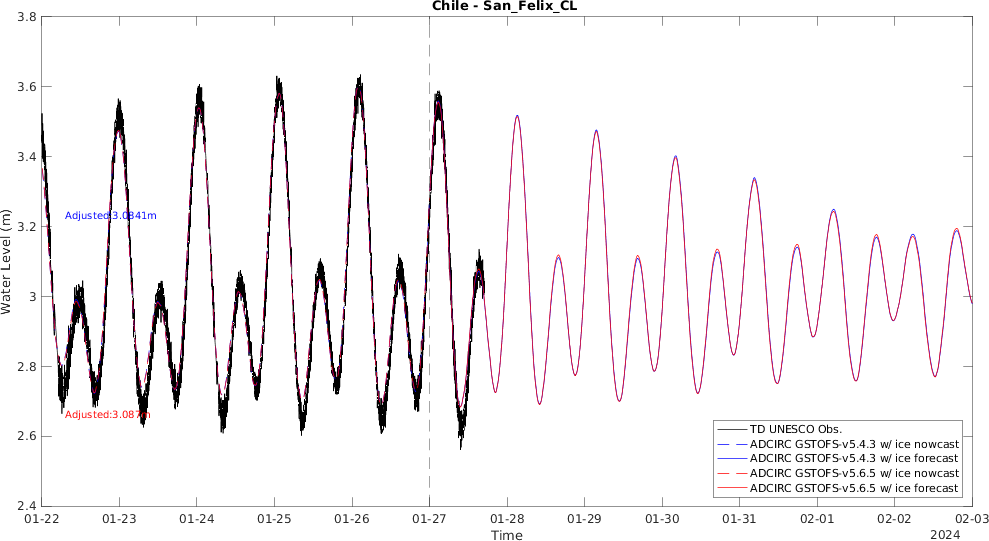 Chile - San_Felix_CL
3.8
3.6
3.4
3.2
3
2.8
2.6
2.4
Water Level (m)
Adjusted:3.0841m
Adjusted:3.087m
TD UNESCO Obs.
ADCIRC GSTOFS-v5.4.3 w/ ice nowcast
ADCIRC GSTOFS-v5.4.3 w/ ice forecast
ADCIRC GSTOFS-v5.6.5 w/ ice nowcast
ADCIRC GSTOFS-v5.6.5 w/ ice forecast
01-22 01-23 01-24 01-25 01-26 01-27 01-28 01-29 01-30 01-31 02-01 02-02 02-03
Time
2024